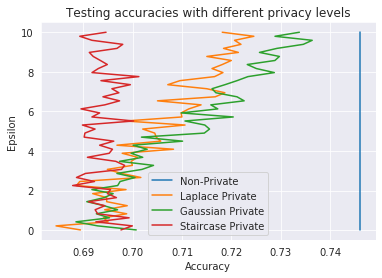 Testing accuracies with different privacy levels
10
8
6
4
2
0
Epsilon
Non-Private
Laplace Private
Gaussian Private
Staircase Private
0.69 0.70 0.71 0.72 0.73 0.74
Accuracy